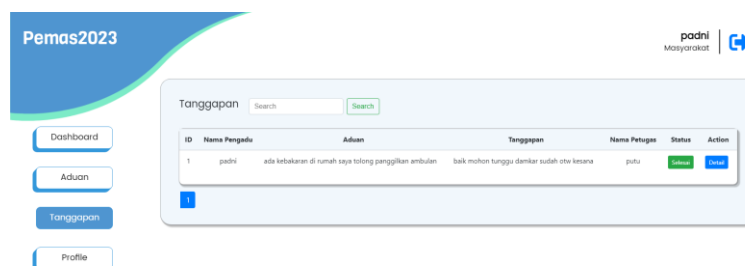 Pemas2023
padni
Masyarakat
Tanggapan Search Search
ID Nama Pengadu Aduan Tanggapan Nama Petugas Status Action
1 padni ada kebakaran di rumah saya tolong panggilkan ambulan baik mohon tunggu damkar sudah otw kesana putu Selesai Detail
1
Dashboard
Aduan
Tanggapan
Profile